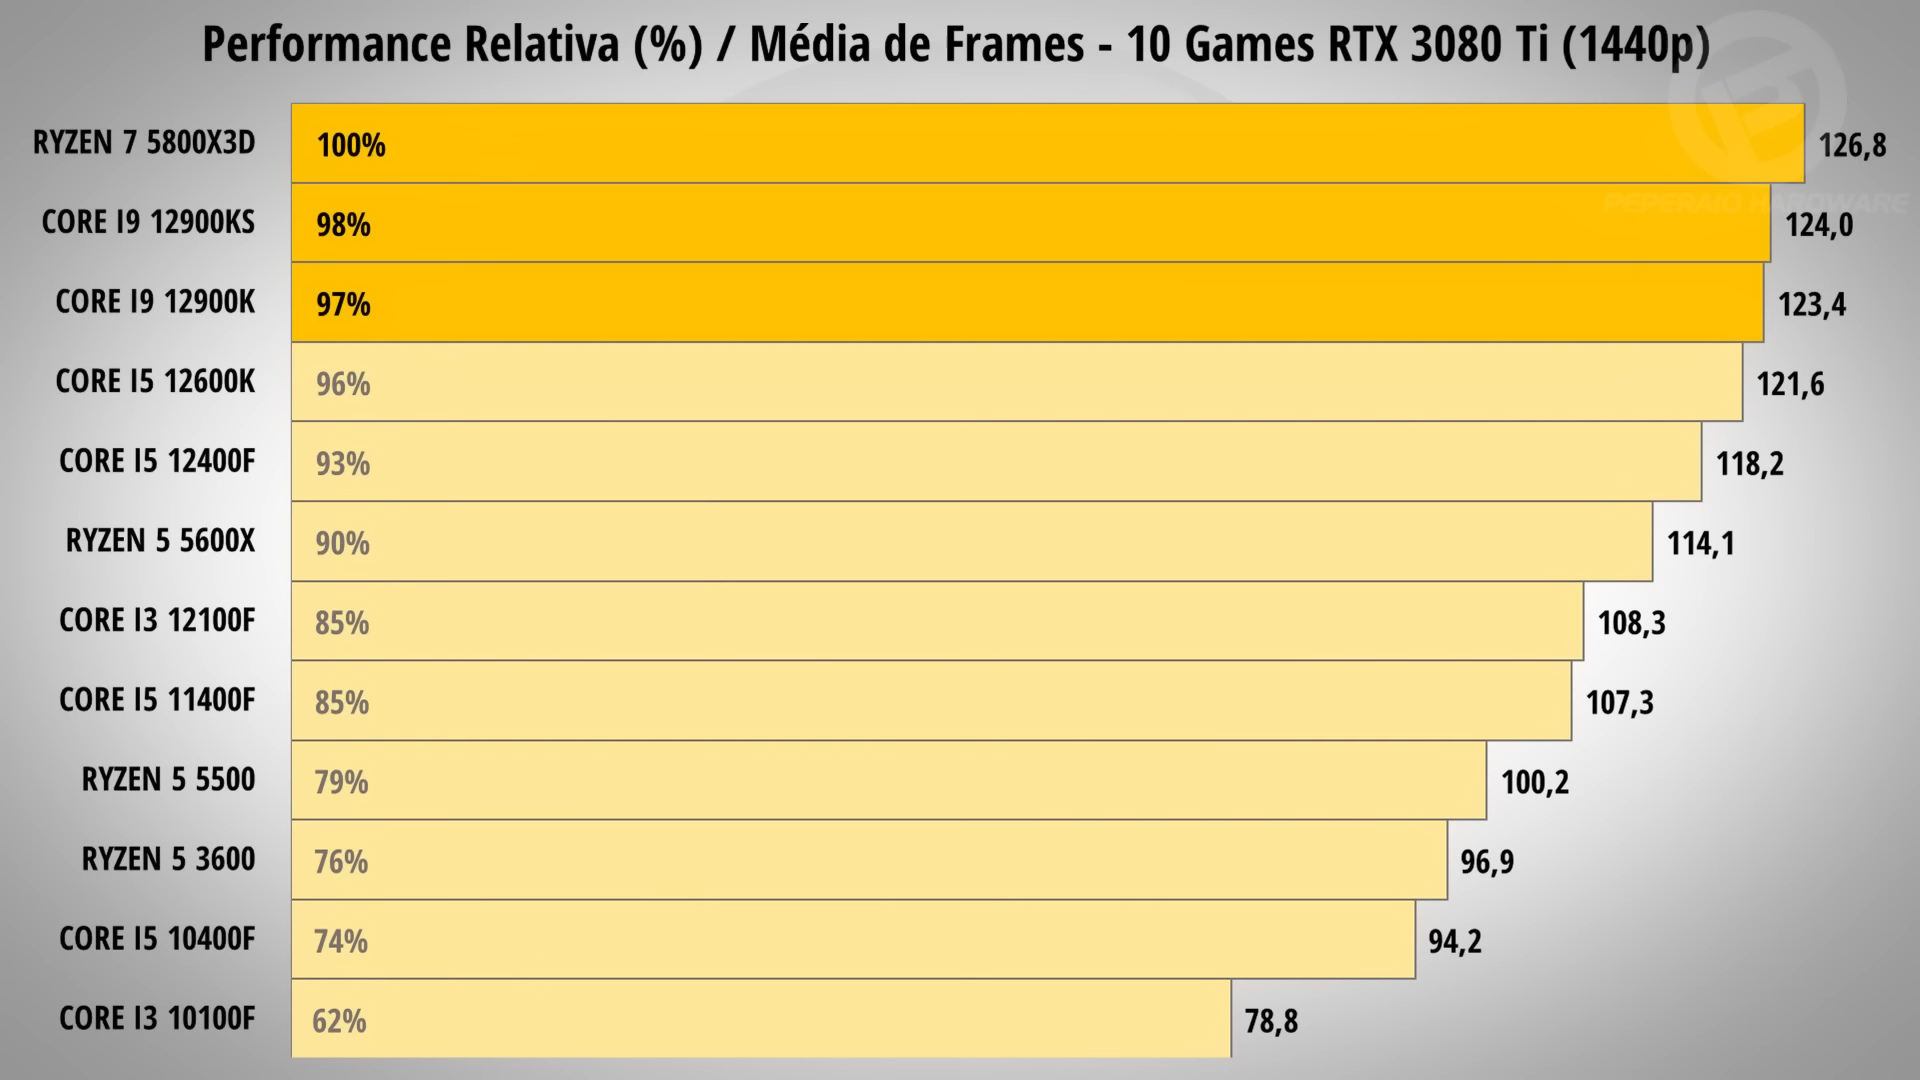 Performance Relativa (%) / Média de Frames - 10 Games RTX 3080 Ti (1440p)
RYZEN 7 5800X3D 100% 126,8
PEPERAIO HARDWARE
CORE I9 12900KS 98% 124,0
CORE I9 12900K 97% 123,4
CORE I5 12600K 96% 121,6
CORE I5 12400F 93% 118,2
RYZEN 5 5600X 90% 114,1
CORE I3 12100F 85% 108,3
CORE I5 11400F 85% 107,3
RYZEN 5 5500 79% 100,2
RYZEN 5 3600 76% 96,9
CORE I5 10400F 74% 94,2
CORE I3 10100F 62% 78,8